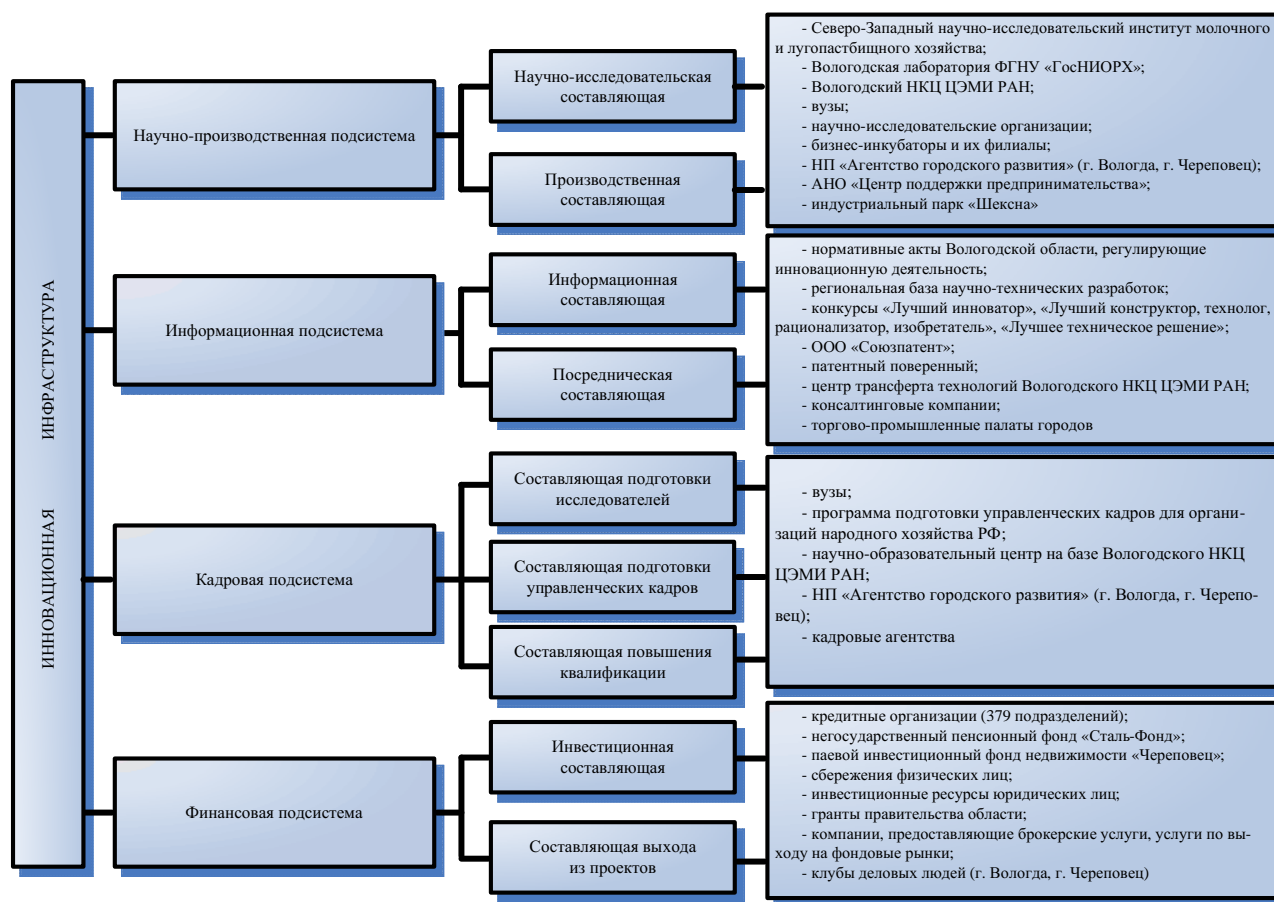 ИННОВАЦИОННАЯ ИНФРАСТРУКТУРА
Научно-производственная подсистема
Научно-исследовательская
составляющая
Производственная
составляющая
- Северо-Западный научно-исследовательский институт молочного
и лугопастбищного хозяйства;
- Вологодская лаборатория ФГНУ «ГосНИОРХ»;
- Вологодский НКЦ ЦЭМИ РАН;
- вузы;
- научно-исследовательские организации;
- бизнес-инкубаторы и их филиалы;
- НП «Агентство городского развития» (г. Вологда, г. Череповец);
- АНО «Центр поддержки предпринимательства»;
- индустриальный парк «Шексна»
Информационная подсистема
Информационная
составляющая
Посредническая
составляющая
- нормативные акты Вологодской области, регулирующие
инновационную деятельность;
- региональная база научно-технических разработок;
- конкурсы «Лучший инноватор», «Лучший конструктор, технолог,
рационализатор, изобретатель», «Лучшее техническое решение»;
- ООО «Союзпатент»;
- патентный поверенный;
- центр трансферта технологий Вологодского НКЦ ЦЭМИ РАН;
- консалтинговые компании;
- торгово-промышленные палаты городов
Кадровая подсистема
Составляющая подготовки
исследователей
Составляющая подготовки
управленческих кадров
Составляющая повышения
квалификации
- вузы;
- программа подготовки управленческих кадров для органи-
заций народного хозяйства РФ;
- научно-образовательный центр на базе Вологодского НКЦ
ЦЭМИ РАН;
- НП «Агентство городского развития» (г. Вологда, г. Черепо-
вец);
- кадровые агентства
Финансовая подсистема
Инвестиционная
составляющая
Составляющая выхода
из проектов
- кредитные организации (379 подразделений);
- негосударственный пенсионный фонд «Сталь-Фонд»;
- паевой инвестиционный фонд недвижимости «Череповец»;
- сбережения физических лиц;
- инвестиционные ресурсы юридических лиц;
- гранты правительства области;
- компании, предоставляющие брокерские услуги, услуги по вы-
ходу на фондовые рынки;
- клубы деловых людей (г. Вологда, г. Череповец)